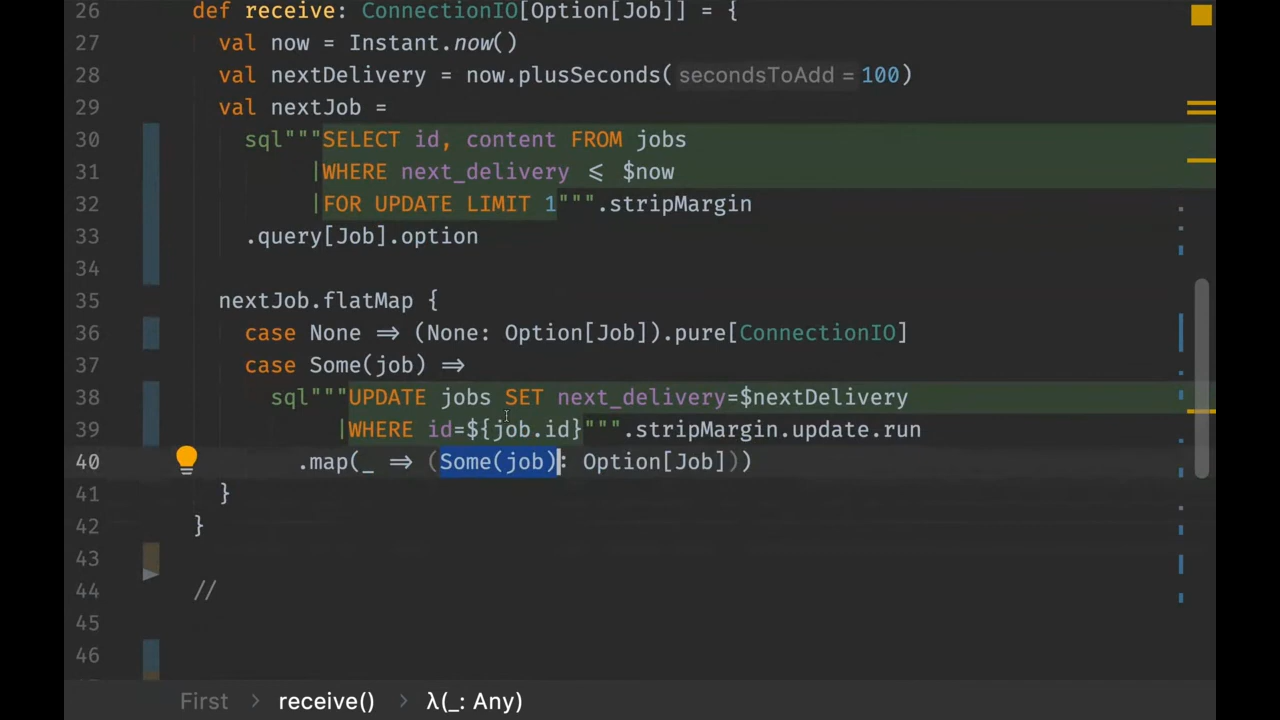 26 def receive: ConnectionIO[Option[Job]] = {
27 val now = Instant.now()
28 val nextDelivery = now.plusSeconds( secondsToAdd = 100)
29 val nextJob =
30 sql"""SELECT id, content FROM jobs
31 |WHERE next_delivery ⩽ $now
32 |FOR UPDATE LIMIT 1""".stripMargin
33 .query[Job].option
34
35 nextJob.flatMap {
36 case None ⇒ (None: Option[Job]).pure[ConnectionIO]
37 case Some(job) ⇒
38 sql"""UPDATE jobs SET next_delivery=$nextDelivery
39 |WHERE id=${job.id}""".stripMargin.update.run
40 .map(_ ⇒ (Some(job): Option[Job]))
41 }
42 }
43
44 //
45
46
First > receive() > λ(_: Any)